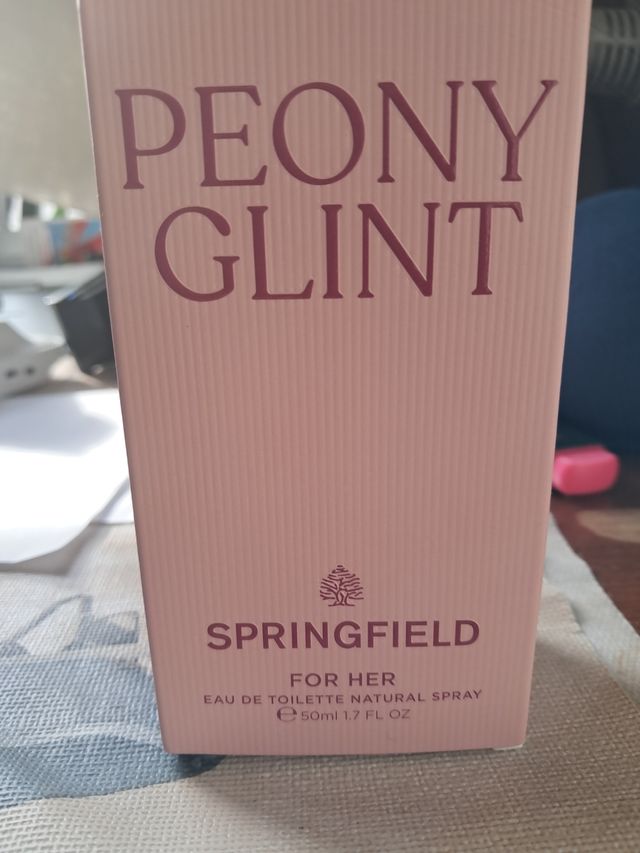 PEONY
GLINT
SPRINGFIELD
FOR HER
EAU DE TOILETTE NATURAL SPRAY
℮ 50ml 1.7 FL OZ